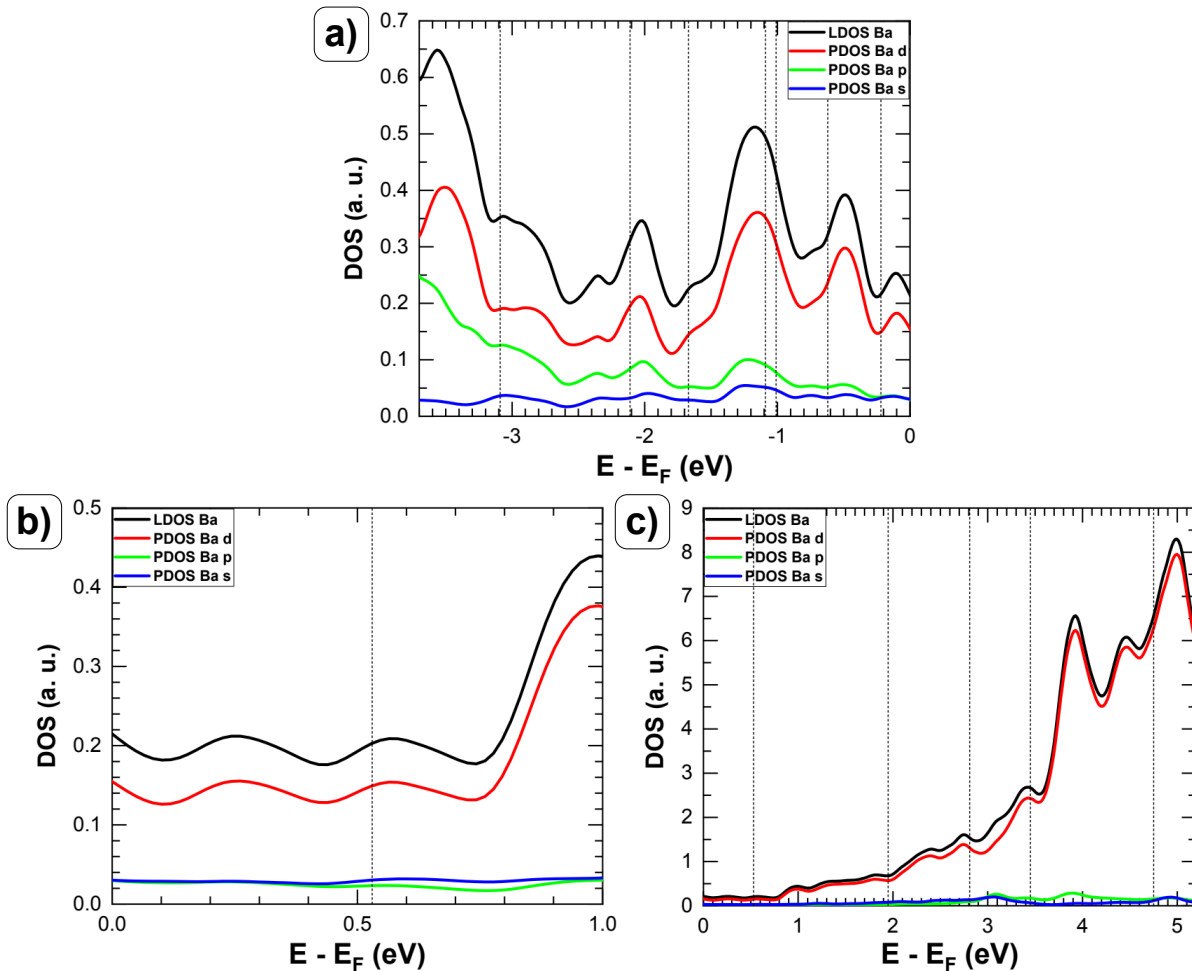 a)
LDOS Ba
PDOS Ba d
PDOS Ba p
PDOS Ba s
DOS (a. u.)
0.7
0.6
0.5
0.4
0.3
0.2
0.1
0.0
-3 -2 -1 0
E - E_F (eV)
b)
LDOS Ba
PDOS Ba d
PDOS Ba p
PDOS Ba s
DOS (a. u.)
0.5
0.4
0.3
0.2
0.1
0.0
0.0 0.5 1.0
E - E_F (eV)
c)
LDOS Ba
PDOS Ba d
PDOS Ba p
PDOS Ba s
DOS (a. u.)
9
8
7
6
5
4
3
2
1
0
0 1 2 3 4 5
E - E_F (eV)